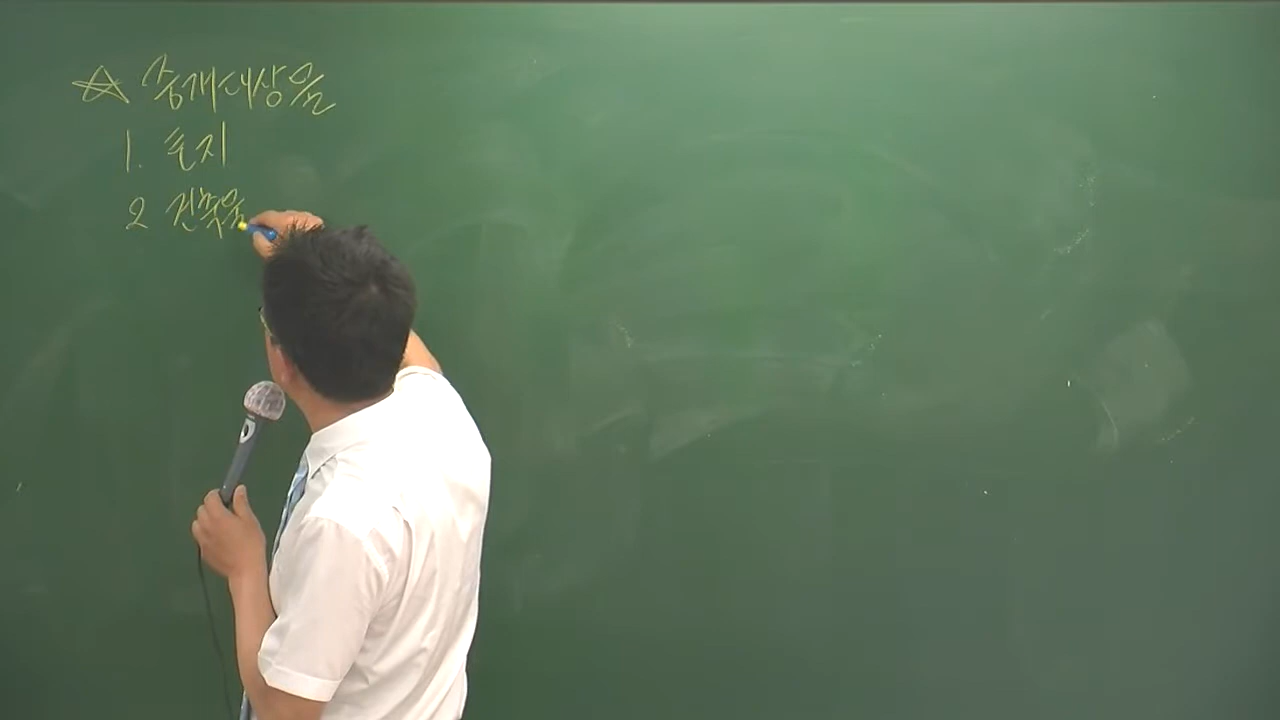 ☆ 중개대상물
1. 토지
2 건축물